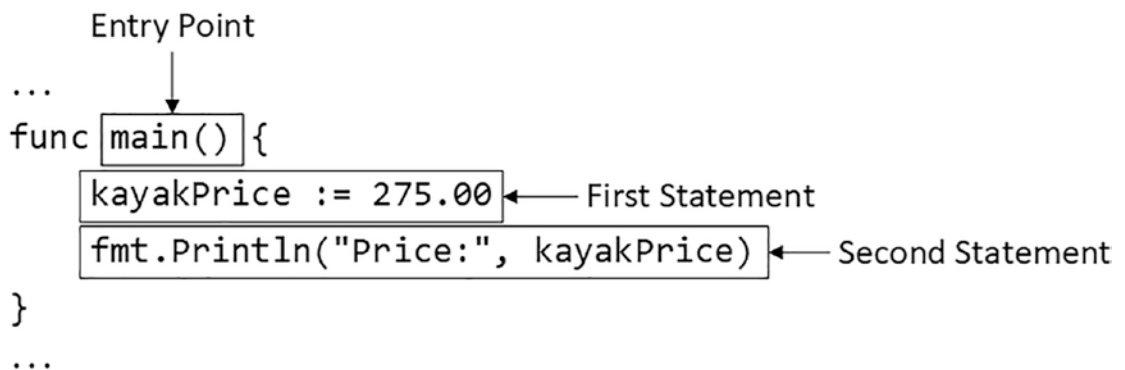 Entry Point
...
func main() {
kayakPrice := 275.00 First Statement
fmt.Println("Price:", kayakPrice) Second Statement
}
...